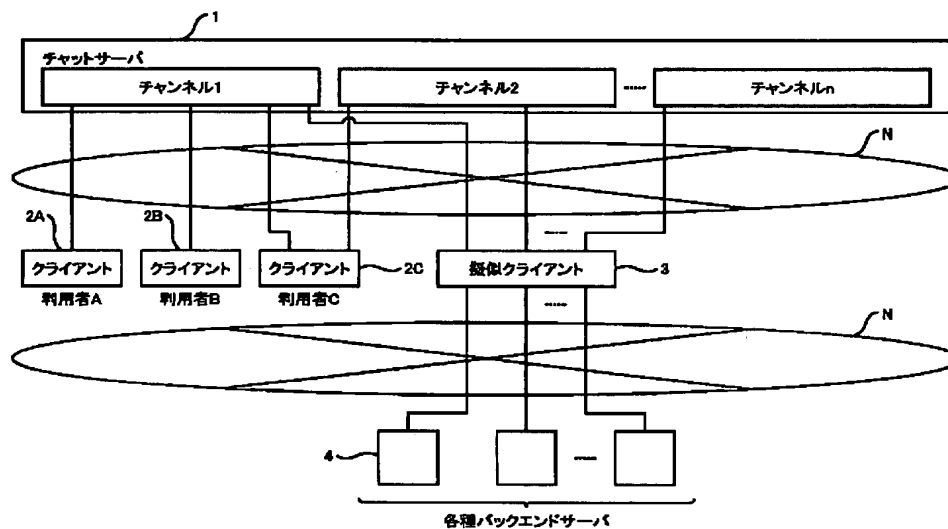 1
チャットサーバ
チャンネル1
チャンネル2
チャンネルn
N
2A
2B
クライアント
クライアント
クライアント
2C
擬似クライアント
3
利用者A
利用者B
利用者C
N
4
各種バックエンドサーバ